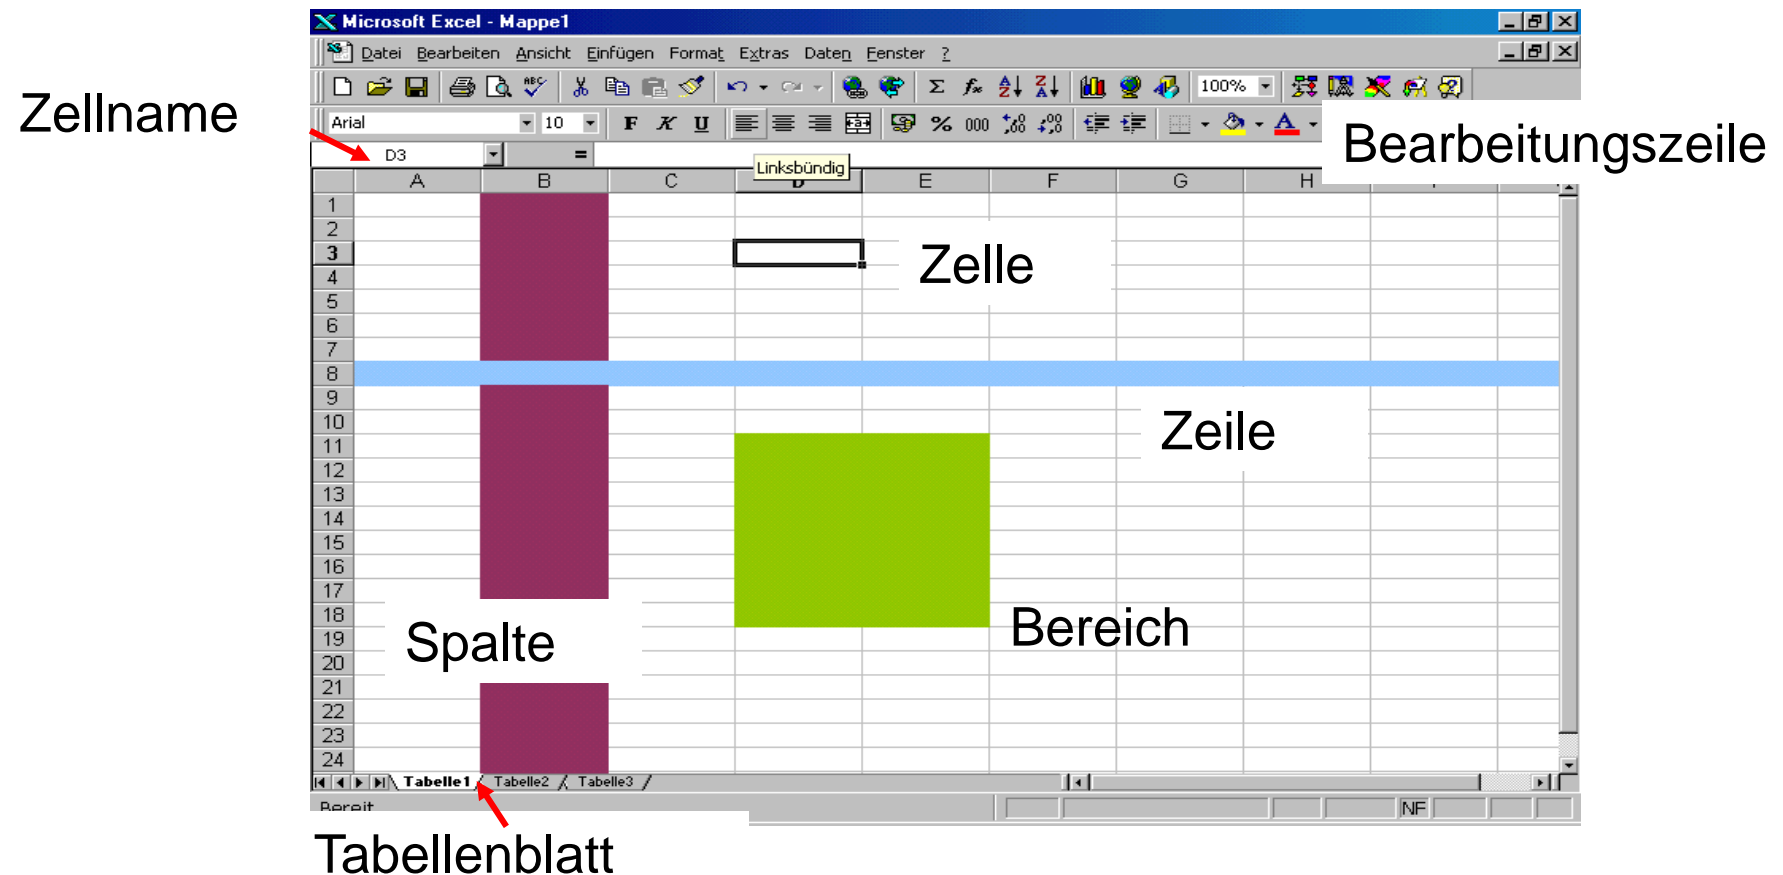 Microsoft Excel - Mappe1
Datei Bearbeiten Ansicht Einfügen Format Extras Daten Fenster ?
100%
Zellname
Arial 10 F K U % 000
Bearbeitungszeile
D3 =
Linksbündig
A B C D E F G H
1
2
3
Zelle
4
5
6
7
8
9
10
Zeile
11
12
13
14
15
16
17
18
Bereich
19
Spalte
20
21
22
23
24
Tabelle1 Tabelle2 Tabelle3
Bereit NF
Tabellenblatt